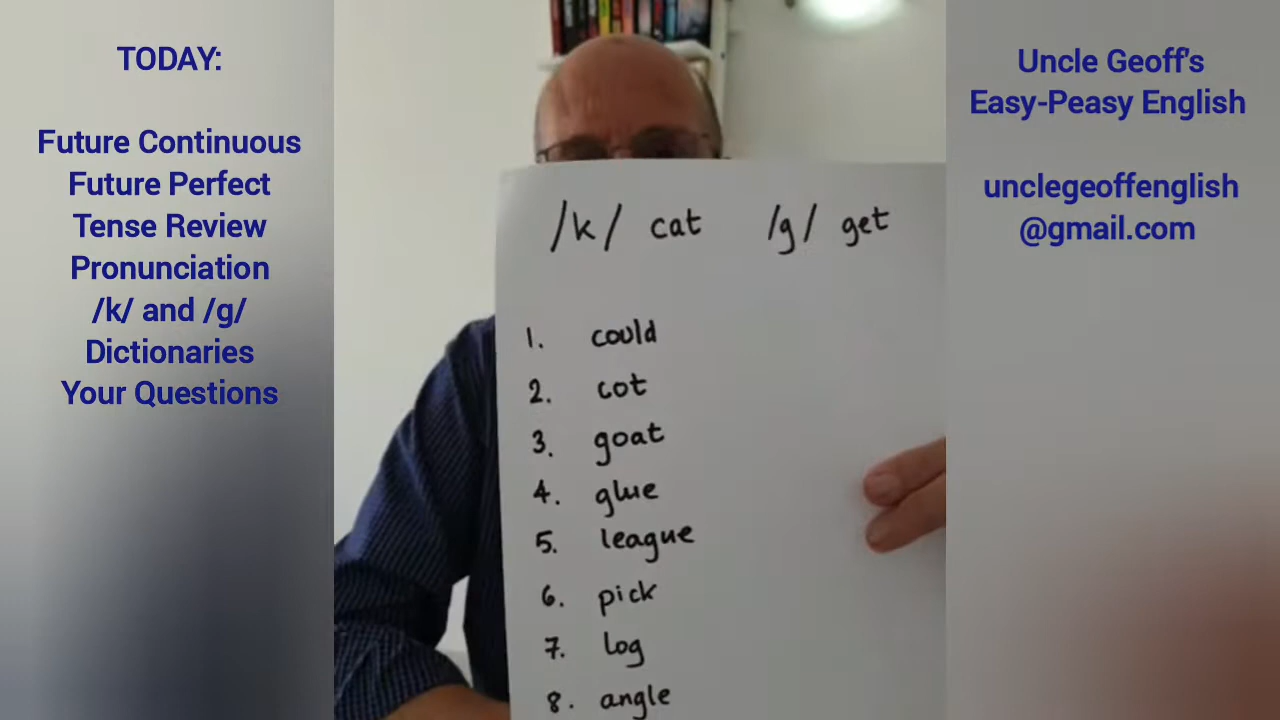 TODAY:
Future Continuous
Future Perfect
Tense Review
Pronunciation
/k/ and /g/
Dictionaries
Your Questions
/k/ cat /g/ get
1. could
2. cot
3. goat
4. glue
5. league
6. pick
7. log
8. angle
Uncle Geoff's
Easy-Peasy English
unclegeoffenglish
@gmail.com